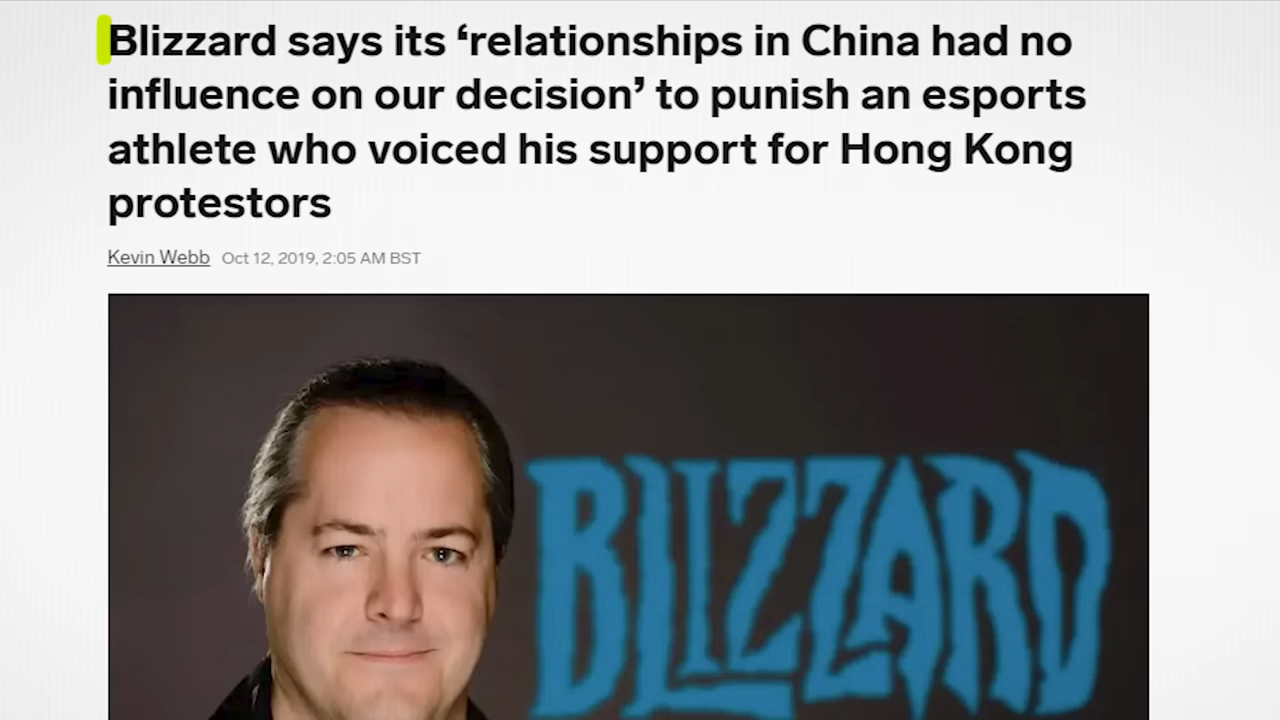 Blizzard says its ‘relationships in China had no
influence on our decision’ to punish an esports
athlete who voiced his support for Hong Kong
protestors
Kevin Webb Oct 12, 2019, 2:05 AM BST
BLIZZARD